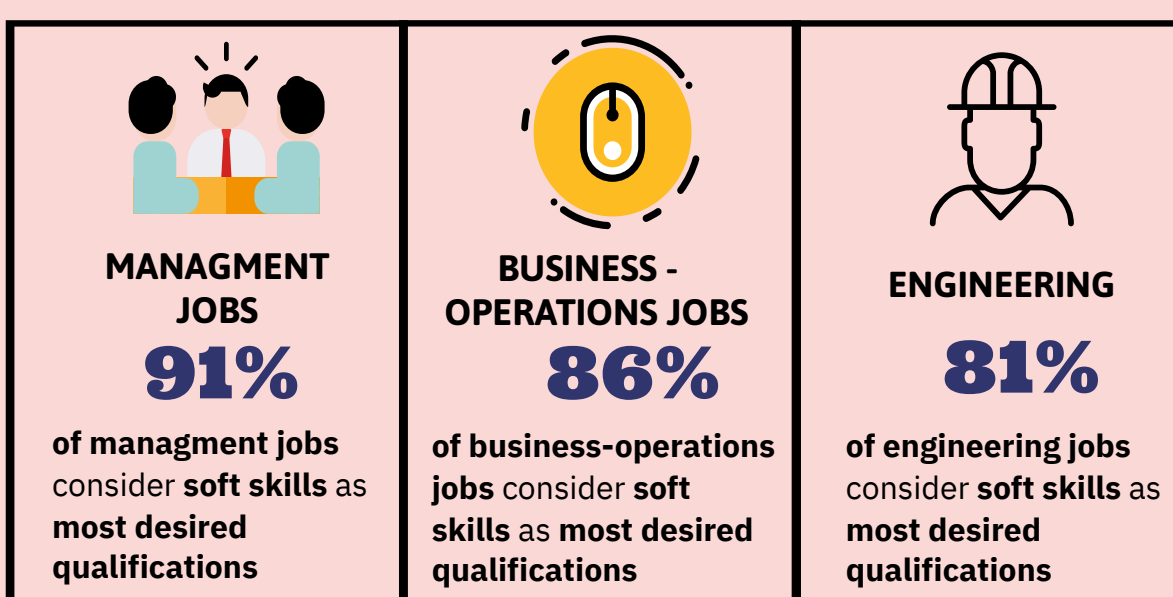 MANAGMENT
JOBS
91%
of managment jobs
consider soft skills as
most desired
qualifications
BUSINESS -
OPERATIONS JOBS
86%
of business-operations
jobs consider soft
skills as most desired
qualifications
ENGINEERING
81%
of engineering jobs
consider soft skills as
most desired
qualifications